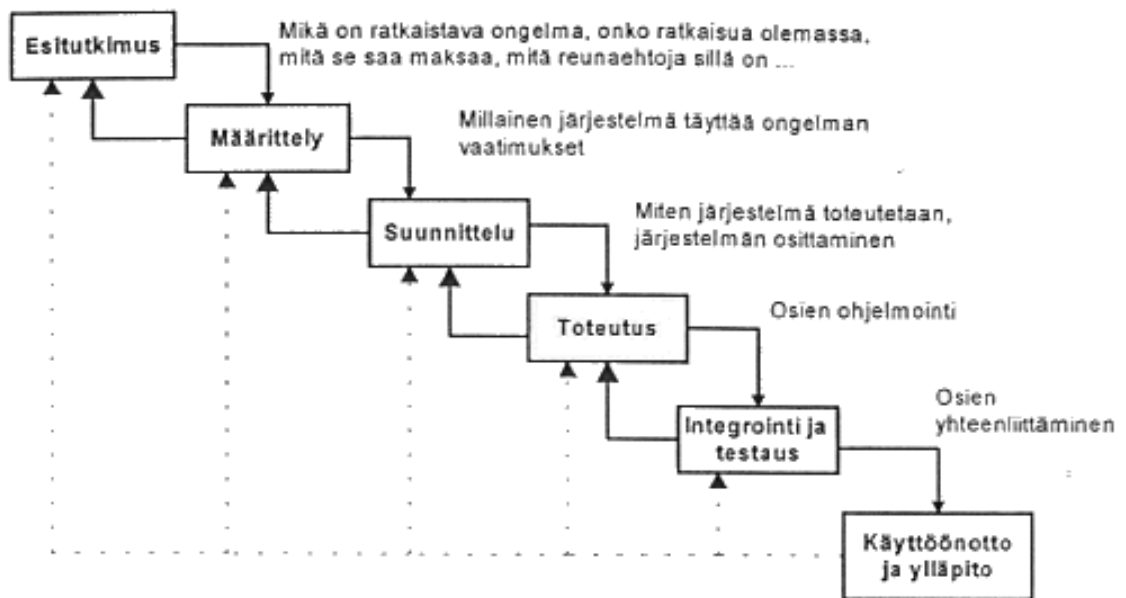 Esitutkimus
Mikä on ratkaistava ongelma, onko ratkaisua olemassa,
mitä se saa maksaa, mitä reunaehtoja sillä on ...
Määrittely
Millainen järjestelmä täyttää ongelman
vaatimukset
Suunnittelu
Miten järjestelmä toteutetaan,
järjestelmän osittaminen
Toteutus
Osien ohjelmointi
Integrointi ja
testaus
Osien
yhteenliittäminen
Käyttöönotto
ja ylläpito